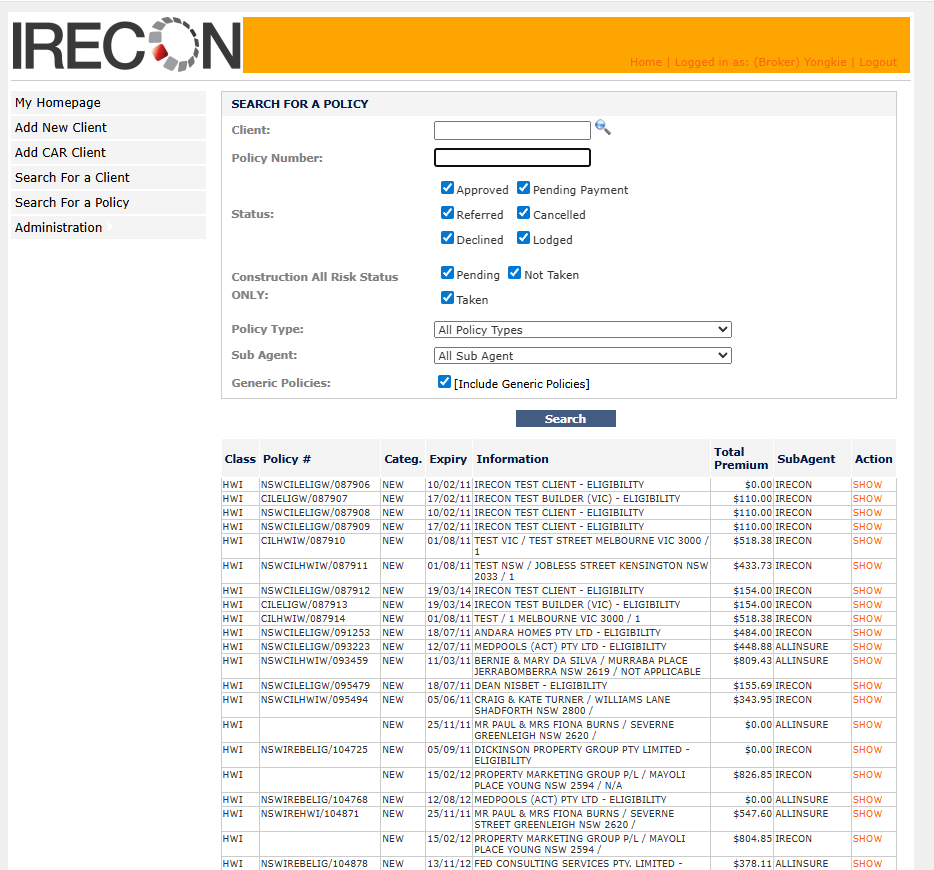 IRECON
Home | Logged in as: (Broker) Yongkie | Logout
My Homepage
Add New Client
Add CAR Client
Search For a Client
Search For a Policy
Administration
SEARCH FOR A POLICY
Client:
Policy Number:
Status:
Approved Pending Payment
Referred Cancelled
Declined Lodged
Construction All Risk Status
ONLY:
Pending Not Taken
Taken
Policy Type: All Policy Types
Sub Agent: All Sub Agent
Generic Policies: [Include Generic Policies]
Search
Class Policy # Categ. Expiry Information Total Premium SubAgent Action
HWI NSWCILELIGW/087906 NEW 10/02/11 IRECON TEST CLIENT - ELIGIBILITY $0.00 IRECON SHOW
HWI CILELIGW/087907 NEW 17/02/11 IRECON TEST BUILDER (VIC) - ELIGIBILITY $110.00 IRECON SHOW
HWI NSWCILELIGW/087908 NEW 10/02/11 IRECON TEST CLIENT - ELIGIBILITY $110.00 IRECON SHOW
HWI NSWCILELIGW/087909 NEW 17/02/11 IRECON TEST CLIENT - ELIGIBILITY $110.00 IRECON SHOW
HWI CILHWIW/087910 NEW 01/08/11 TEST VIC / TEST STREET MELBOURNE VIC 3000 / $518.38 IRECON SHOW
1
HWI NSWCILHWIW/087911 NEW 01/08/11 TEST NSW / JOBLESS STREET KENSINGTON NSW $433.73 IRECON SHOW
2033 / 1
HWI NSWCILELIGW/087912 NEW 19/03/14 IRECON TEST CLIENT - ELIGIBILITY $154.00 IRECON SHOW
HWI CILELIGW/087913 NEW 19/03/14 IRECON TEST BUILDER (VIC) - ELIGIBILITY $154.00 IRECON SHOW
HWI CILHWIW/087914 NEW 01/08/11 TEST / 1 MELBOURNE VIC 3000 / 1 $518.38 IRECON SHOW
HWI NSWCILELIGW/091253 NEW 18/07/11 ANDARA HOMES PTY LTD - ELIGIBILITY $484.00 IRECON SHOW
HWI NSWCILELIGW/093223 NEW 12/07/11 MEDPOOLS (ACT) PTY LTD - ELIGIBILITY $448.88 ALLINSURE SHOW
HWI NSWCILHWIW/093459 NEW 11/03/11 BERNIE & MARY DA SILVA / MURRABA PLACE $809.43 ALLINSURE SHOW
JERRABOMBERRA NSW 2619 / NOT APPLICABLE
HWI NSWCILELIGW/095479 NEW 18/07/11 DEAN NISBET - ELIGIBILITY $155.69 IRECON SHOW
HWI NSWCILHWIW/095494 NEW 05/06/11 CRAIG & KATE TURNER / WILLIAMS LANE $343.95 IRECON SHOW
SHADFORTH NSW 2800 /
HWI NEW 25/11/11 MR PAUL & MRS FIONA BURNS / SEVERNE $0.00 ALLINSURE SHOW
GREENLEIGH NSW 2620 /
HWI NSWIREBELIG/104725 NEW 05/09/11 DICKINSON PROPERTY GROUP PTY LIMITED - $0.00 IRECON SHOW
ELIGIBILITY
HWI NEW 15/02/12 PROPERTY MARKETING GROUP P/L / MAYOLI $826.85 IRECON SHOW
PLACE YOUNG NSW 2594 / N/A
HWI NSWIREBELIG/104768 NEW 12/08/12 MEDPOOLS (ACT) PTY LTD - ELIGIBILITY $0.00 ALLINSURE SHOW
HWI NSWIREHWI/104871 NEW 25/11/11 MR PAUL & MRS FIONA BURNS / SEVERNE $547.60 ALLINSURE SHOW
STREET GREENLEIGH NSW 2620 /
HWI NEW 15/02/12 PROPERTY MARKETING GROUP P/L / MAYOLI $804.85 IRECON SHOW
PLACE YOUNG NSW 2594 /
HWI NSWIREBELIG/104878 NEW 13/11/12 FED CONSULTING SERVICES PTY. LIMITED - $378.11 ALLINSURE SHOW